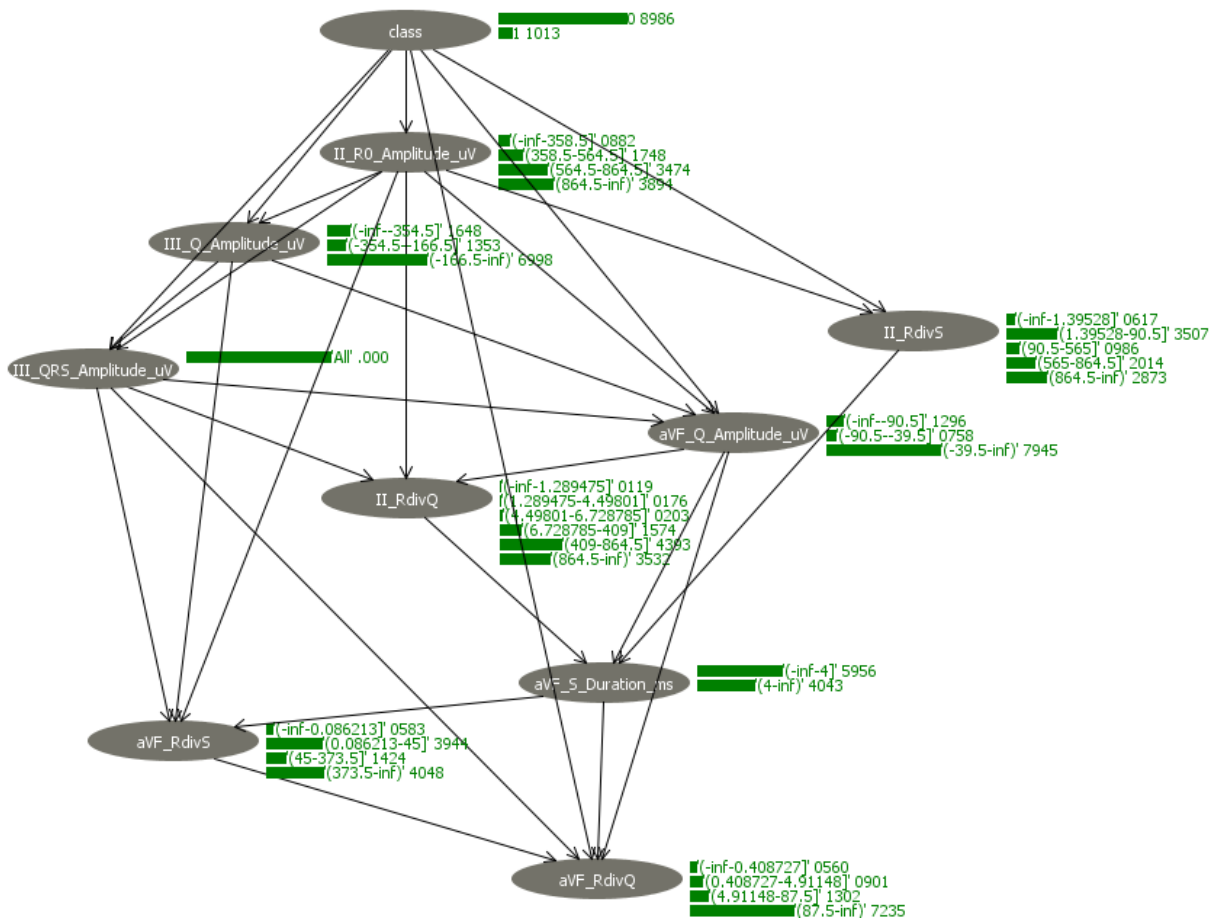 class
0 8986
1 1013
II_R0_Amplitude_uV
'(-inf-358.5]' 0882
'(358.5-564.5]' 1748
'(564.5-864.5]' 3474
'(864.5-inf)' 3894
III_Q_Amplitude_uV
'(-inf--354.5]' 1648
'(-354.5--166.5]' 1353
'(-166.5-inf)' 6998
II_RdivS
'(-inf-1.39528]' 0617
'(1.39528-90.5]' 3507
'(90.5-565]' 0986
'(565-864.5]' 2014
'(864.5-inf)' 2873
III_QRS_Amplitude_uV
'All' .000
aVF_Q_Amplitude_uV
'(-inf--90.5]' 1296
'(-90.5--39.5]' 0758
'(-39.5-inf)' 7945
II_RdivQ
'(-inf-1.289475]' 0119
'(1.289475-4.49801]' 0176
'(4.49801-6.728785]' 0203
'(6.728785-409]' 1574
'(409-864.5]' 4393
'(864.5-inf)' 3532
aVF_S_Duration_ms
'(-inf-4]' 5956
'(4-inf)' 4043
aVF_RdivS
'(-inf-0.086213]' 0583
'(0.086213-45]' 3944
'(45-373.5]' 1424
'(373.5-inf)' 4048
aVF_RdivQ
'(-inf-0.408727]' 0560
'(0.408727-4.91148]' 0901
'(4.91148-87.5]' 1302
'(87.5-inf)' 7235